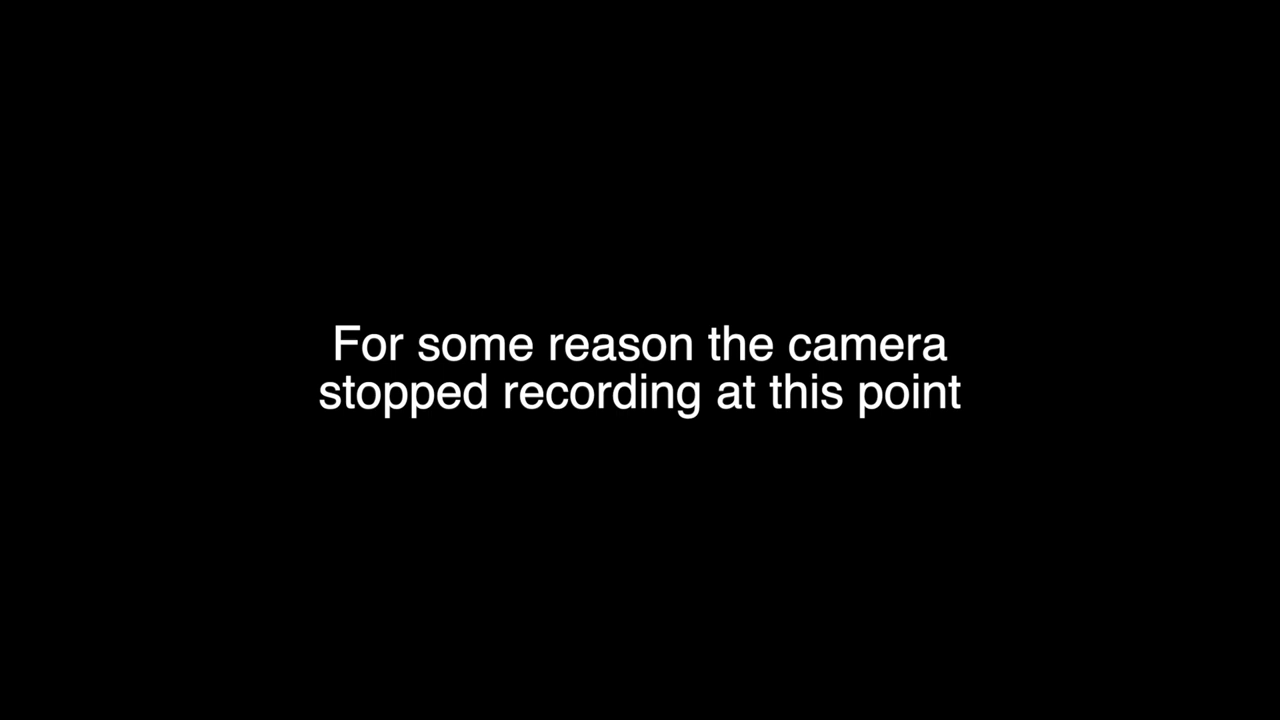 For some reason the camera
stopped recording at this point